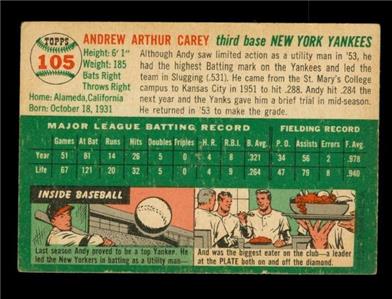 TOPPS
105
ANDREW ARTHUR CAREY third base NEW YORK YANKEES
Height: 6' 1"
Weight: 185
Bats Right
Throws Right
Home: Alameda, California
Born: October 18, 1931
Although Andy saw limited action as a utility man in '53, he
had the highest Batting mark on the Yankees and led the
team in Slugging (.531). He came from the St. Mary's College
campus to Kansas City in 1951 to hit .288. Andy hit .284 the
next year and the Yanks gave him a brief trial in mid-season.
He returned in '53 to make the grade.
MAJOR LEAGUE BATTING RECORD FIELDING RECORD
Games At Bat Runs Hits Doubles Triples H.R. R.B.I. B. Avg. P.O. Assists Errors F. Avg.
Year 51 81 14 26 5 0 4 8 .321 34 56 2 .978
Life 67 121 20 32 5 0 4 9 .264 47 79 8 .940
INSIDE BASEBALL
Last season Andy proved to be a top Yanker. He
led the New Yorkers in batting as a Utility man—
And was the biggest eater on the club—a leader
at the PLATE both on and off the diamond.